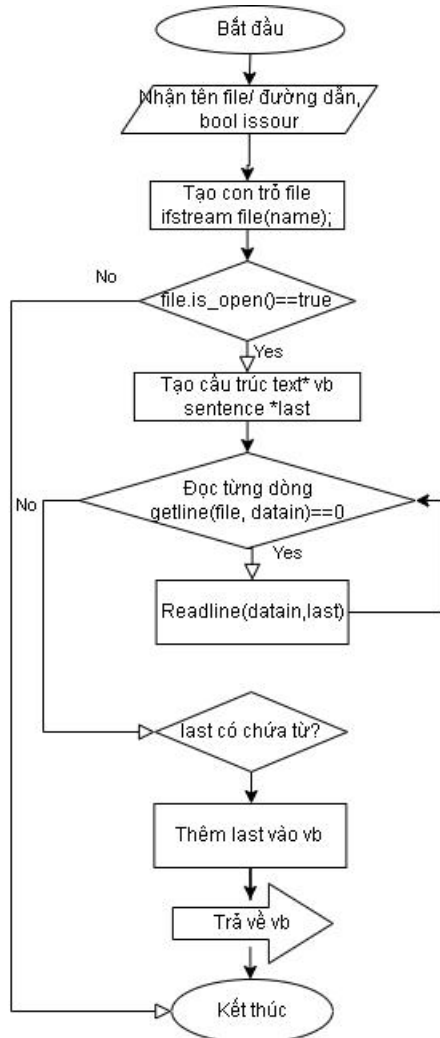 Bắt đầu
Nhận tên file/ đường dẫn,
bool issour
Tạo con trỏ file
ifstream file(name);
No
file.is_open()==true
Yes
Tạo cấu trúc text* vb
sentence *last
No
Đọc từng dòng
getline(file, datain)==0
Yes
Readline(datain,last)
last có chứa từ?
Thêm last vào vb
Trả về vb
Kết thúc